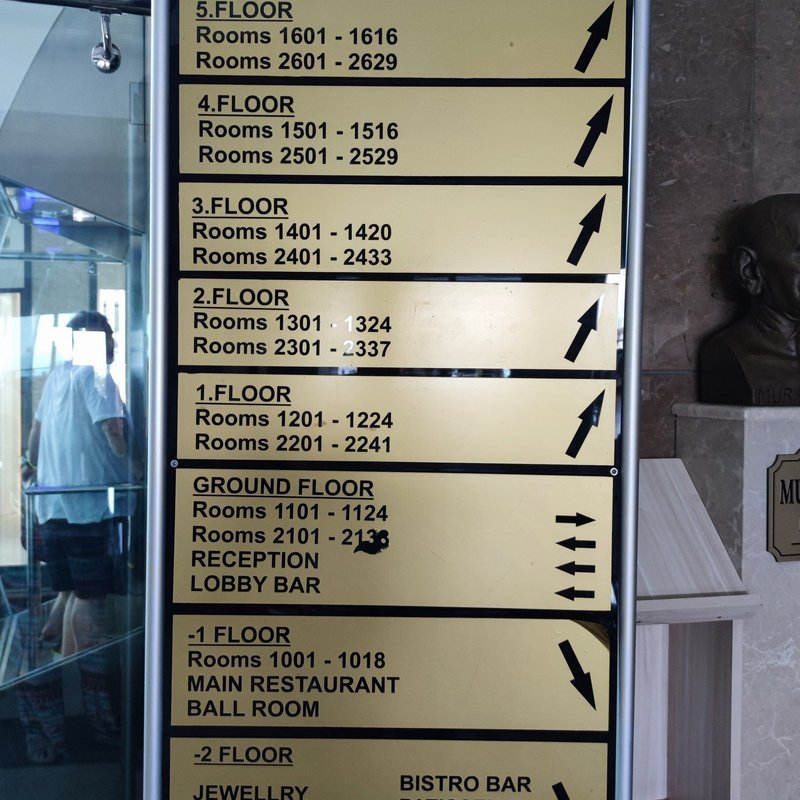 5.FLOOR
Rooms 1601 - 1616
Rooms 2601 - 2629
4.FLOOR
Rooms 1501 - 1516
Rooms 2501 - 2529
3.FLOOR
Rooms 1401 - 1420
Rooms 2401 - 2433
2.FLOOR
Rooms 1301 - 1324
Rooms 2301 - 2337
1.FLOOR
Rooms 1201 - 1224
Rooms 2201 - 2241
GROUND FLOOR
Rooms 1101 - 1124
Rooms 2101 -
RECEPTION
LOBBY BAR
-1 FLOOR
Rooms 1001 - 1018
MAIN RESTAURANT
BALL ROOM
-2 FLOOR
JEWELLRY
BISTRO BAR